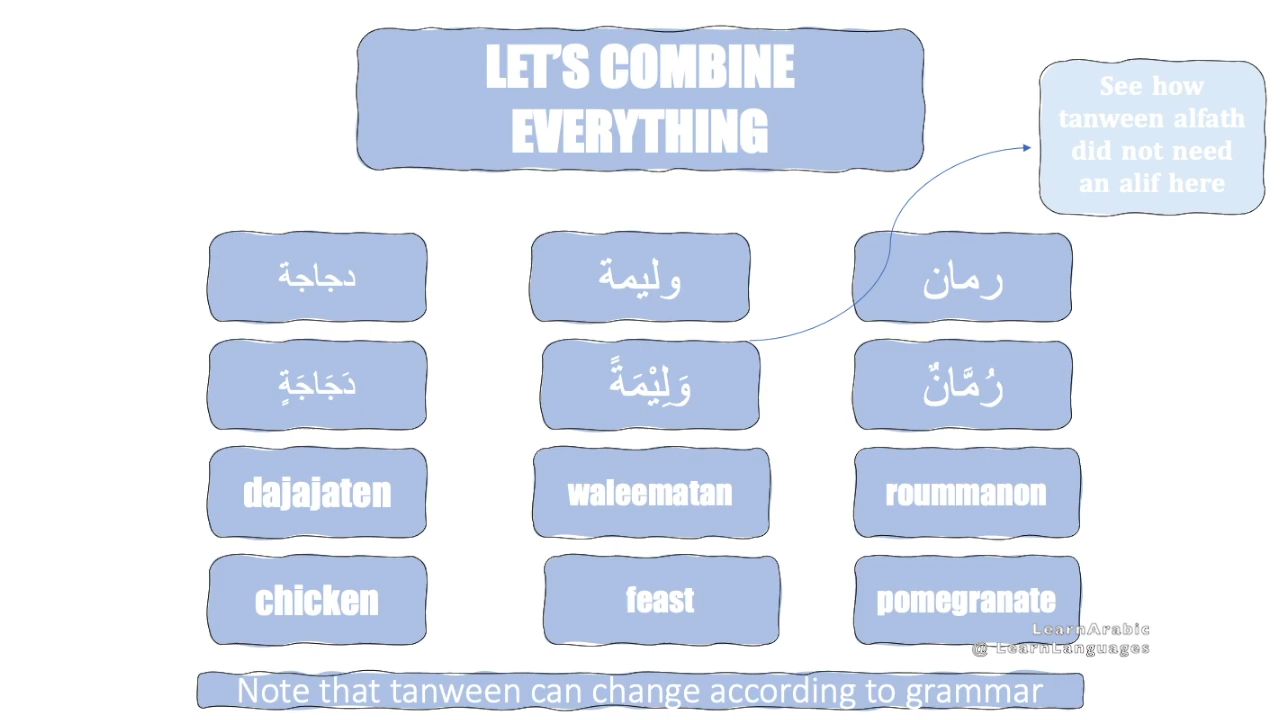 LET'S COMBINE
EVERYTHING
See how
tanween alfath
did not need
an alif here
دجاجة
وليمة
رمان
دَجَاجَةٍ
وَلِيْمَةً
رُمَّانٌ
dajajaten
waleematan
roummanon
chicken
feast
pomegranate
LearnArabic
@ LearnLanguages
Note that tanween can change according to grammar